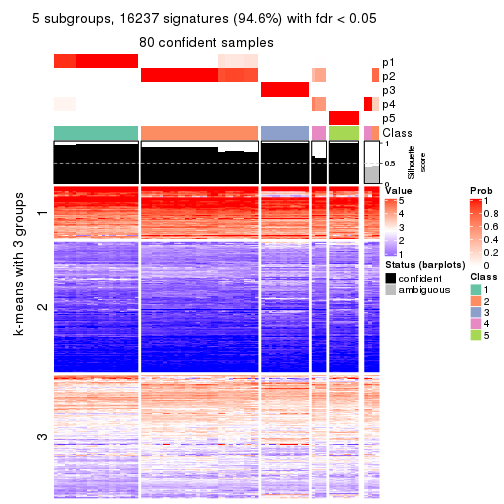 5 subgroups, 16237 signatures (94.6%) with fdr < 0.05
80 confident samples
p1
p2
p3
p4
p5
Class
1
0.5
0
Silhouette
score
k-means with 3 groups
1
2
3
Value
5
4
3
2
1
Status (barplots)
confident
ambiguous
Prob
1
0.8
0.6
0.4
0.2
0
Class
1
2
3
4
5